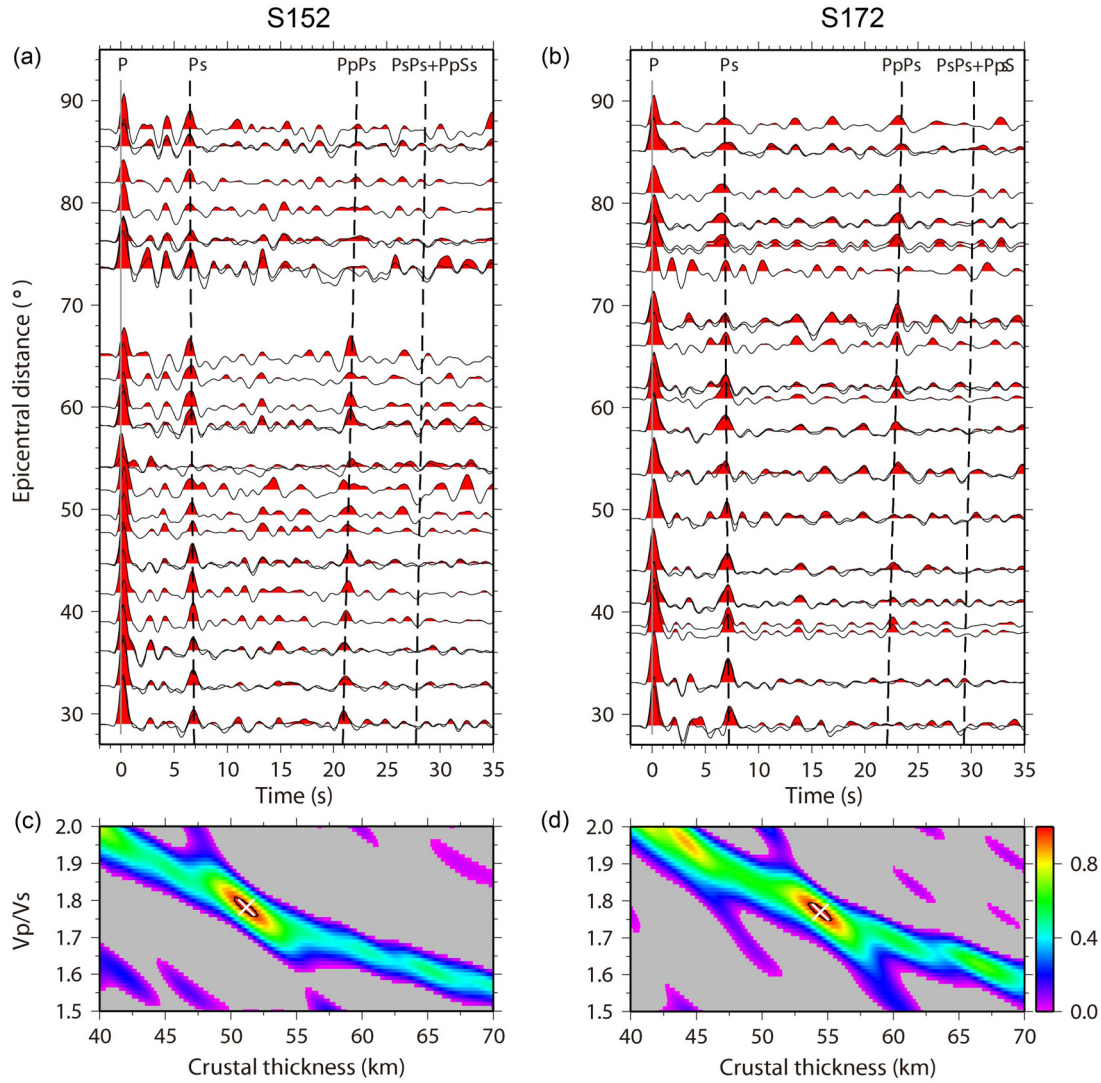 S152
S172
(a)
(b)
P Ps PpPs PsPs+PpSs
P Ps PpPs PsPs+PpsS
90
80
70
60
50
40
30
Epicentral distance (°)
90
80
70
60
50
40
30
0 5 10 15 20 25 30 35
Time (s)
0 5 10 15 20 25 30 35
Time (s)
(c)
(d)
2.0
1.9
1.8
1.7
1.6
1.5
Vp/Vs
40 45 50 55 60 65 70
Crustal thickness (km)
2.0
1.9
1.8
1.7
1.6
1.5
40 45 50 55 60 65 70
Crustal thickness (km)
0.8
0.4
0.0